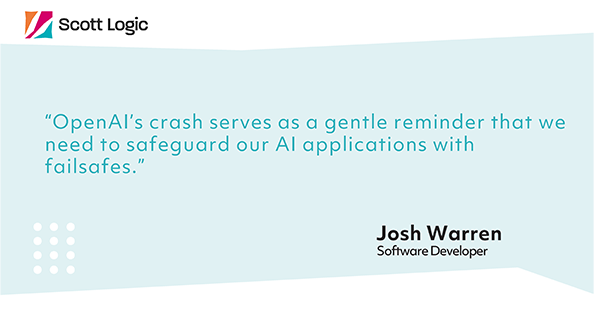 Scott Logic
“OpenAI’s crash serves as a gentle reminder that we
need to safeguard our AI applications with
failsafes.”
Josh Warren
Software Developer